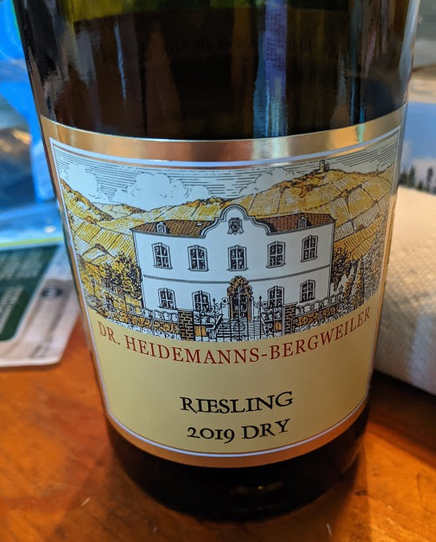 DR. HEIDEMANNS-BERGWEILER
RIESLING
2019 DRY